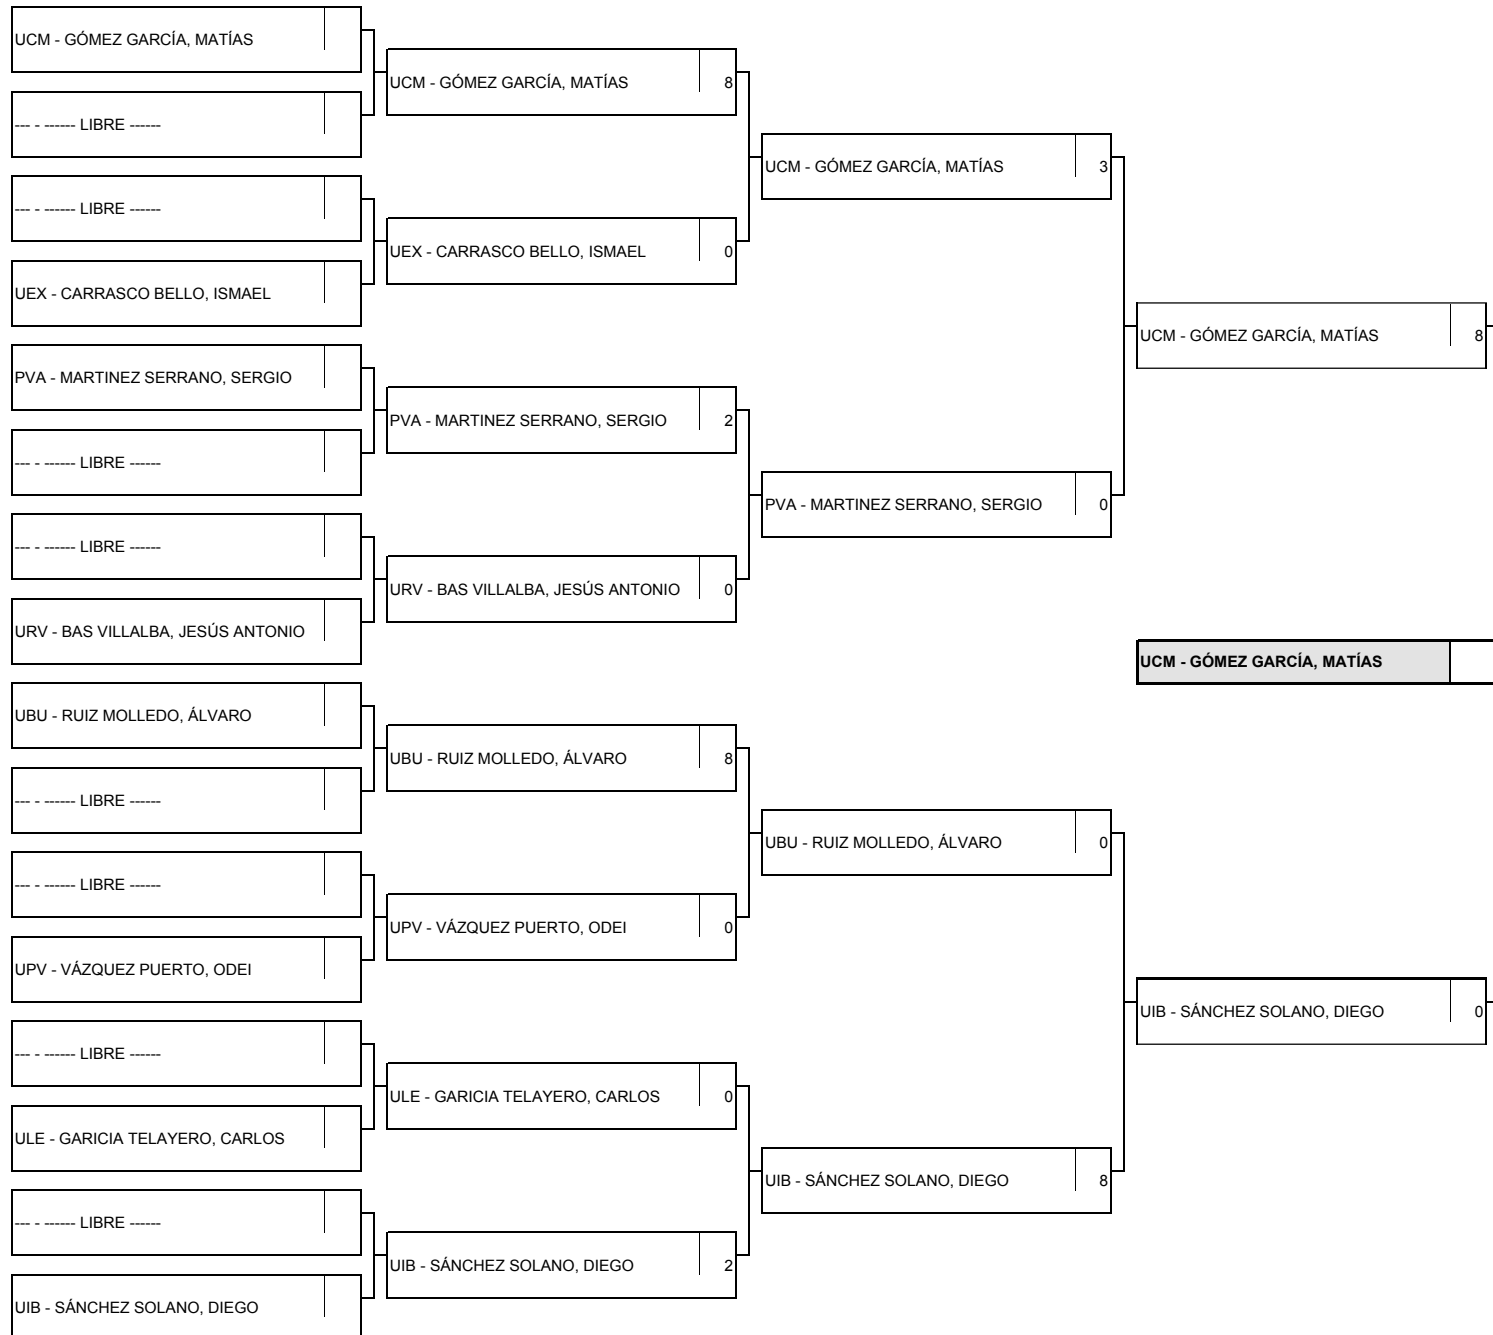 UCM - GÓMEZ GARCÍA, MATÍAS
--- - ------ LIBRE ------
--- - ------ LIBRE ------
UEX - CARRASCO BELLO, ISMAEL
PVA - MARTINEZ SERRANO, SERGIO
--- - ------ LIBRE ------
--- - ------ LIBRE ------
URV - BAS VILLALBA, JESÚS ANTONIO
UBU - RUIZ MOLLEDO, ÁLVARO
--- - ------ LIBRE ------
--- - ------ LIBRE ------
UPV - VÁZQUEZ PUERTO, ODEI
--- - ------ LIBRE ------
ULE - GARICIA TELAYERO, CARLOS
--- - ------ LIBRE ------
UIB - SÁNCHEZ SOLANO, DIEGO
UCM - GÓMEZ GARCÍA, MATÍAS 8
UEX - CARRASCO BELLO, ISMAEL 0
PVA - MARTINEZ SERRANO, SERGIO 2
URV - BAS VILLALBA, JESÚS ANTONIO 0
UBU - RUIZ MOLLEDO, ÁLVARO 8
UPV - VÁZQUEZ PUERTO, ODEI 0
ULE - GARICIA TELAYERO, CARLOS 0
UIB - SÁNCHEZ SOLANO, DIEGO 2
UCM - GÓMEZ GARCÍA, MATÍAS 3
PVA - MARTINEZ SERRANO, SERGIO 0
UBU - RUIZ MOLLEDO, ÁLVARO 0
UIB - SÁNCHEZ SOLANO, DIEGO 8
UCM - GÓMEZ GARCÍA, MATÍAS 8
UCM - GÓMEZ GARCÍA, MATÍAS
UIB - SÁNCHEZ SOLANO, DIEGO 0